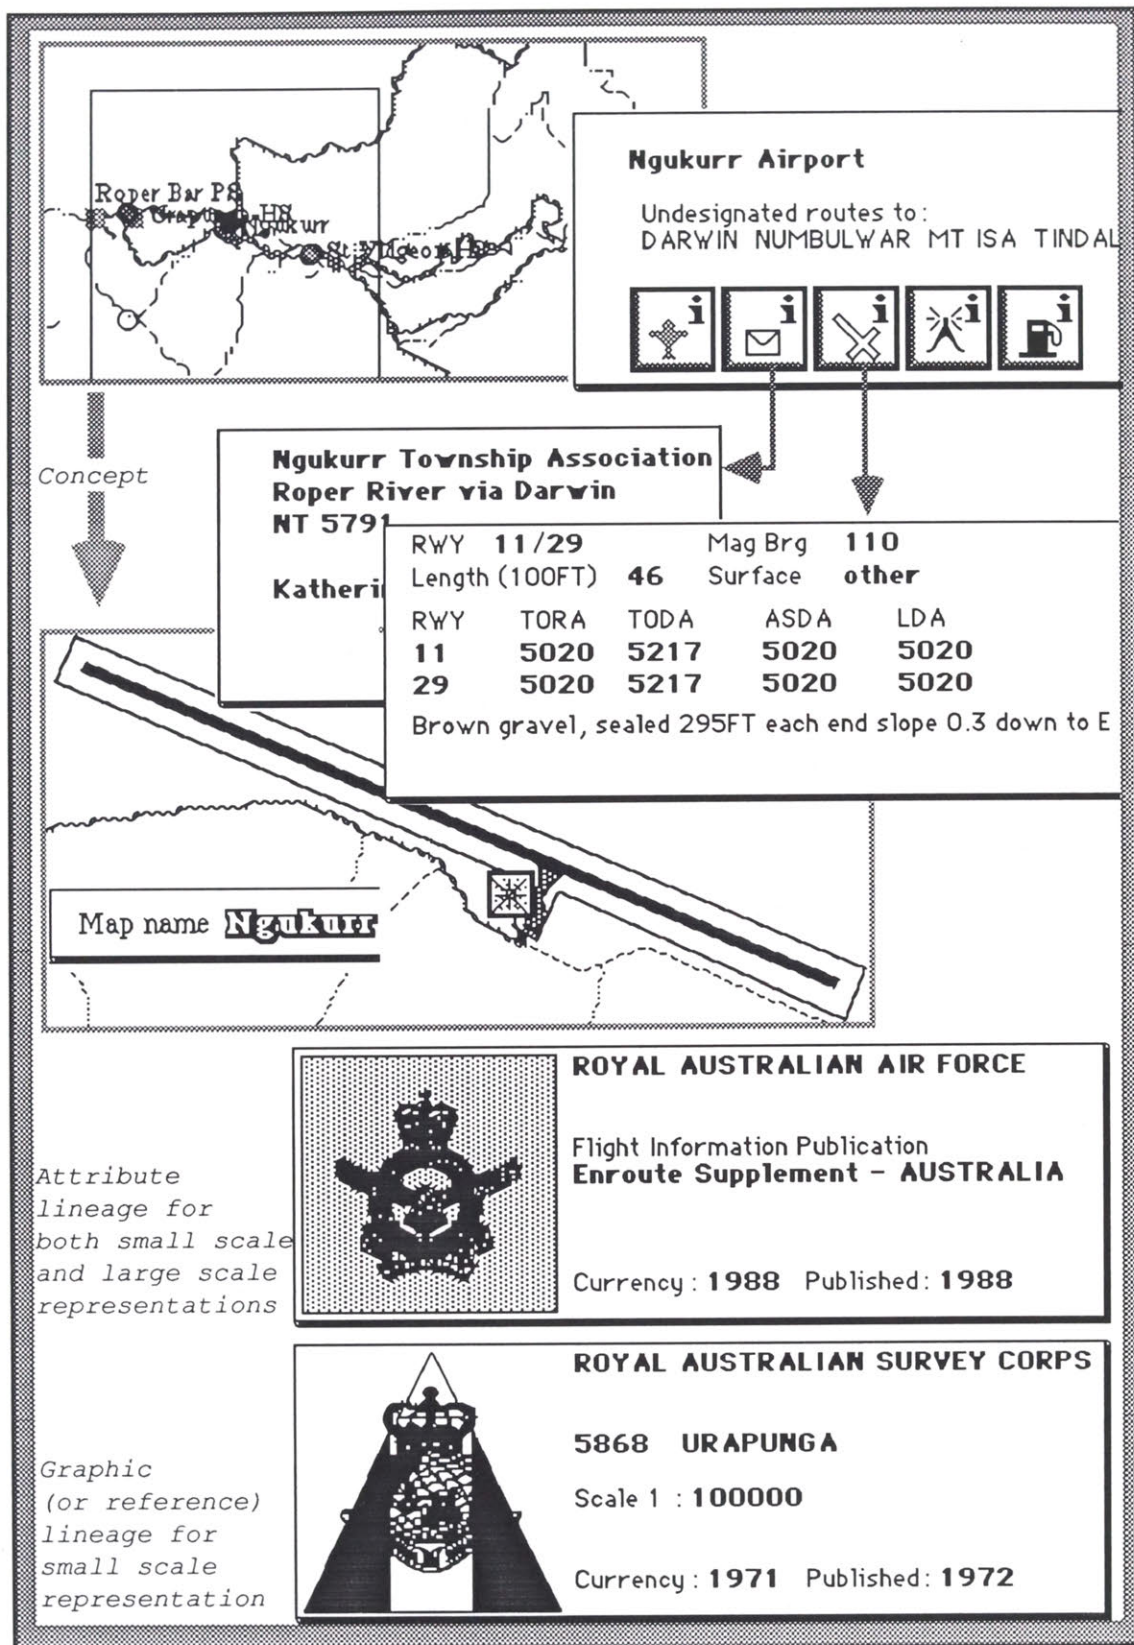 Roper Bar PS
HS
Ngukurr
Ngukurr Airport
Undesignated routes to:
DARWIN NUMBULWAR MT ISA TINDAL
i i i i i
Concept
Ngukurr Township Association
Roper River via Darwin
NT 5791
Katheri
RWY 11/29 Mag Brg 110
Length (100FT) 46 Surface other
RWY TORA TODA ASDA LDA
11 5020 5217 5020 5020
29 5020 5217 5020 5020
Brown gravel, sealed 295FT each end slope 0.3 down to E
Map name Ngukurr
ROYAL AUSTRALIAN AIR FORCE
Flight Information Publication
Enroute Supplement - AUSTRALIA
Currency: 1988 Published: 1988
Attribute
lineage for
both small scale
and large scale
representations
ROYAL AUSTRALIAN SURVEY CORPS
5868 URAPUNGA
Scale 1 : 100000
Currency: 1971 Published: 1972
Graphic
(or reference)
lineage for
small scale
representation